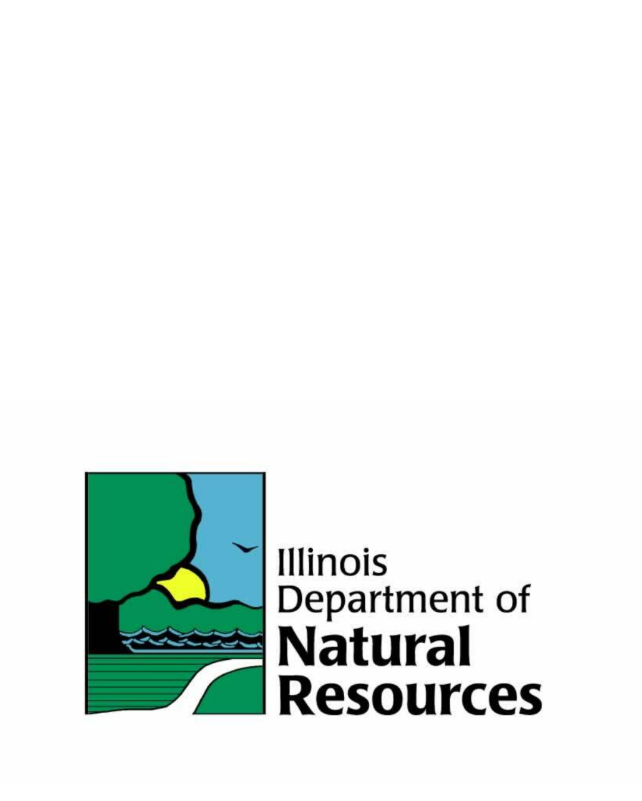 Illinois
Department of
Natural
Resources